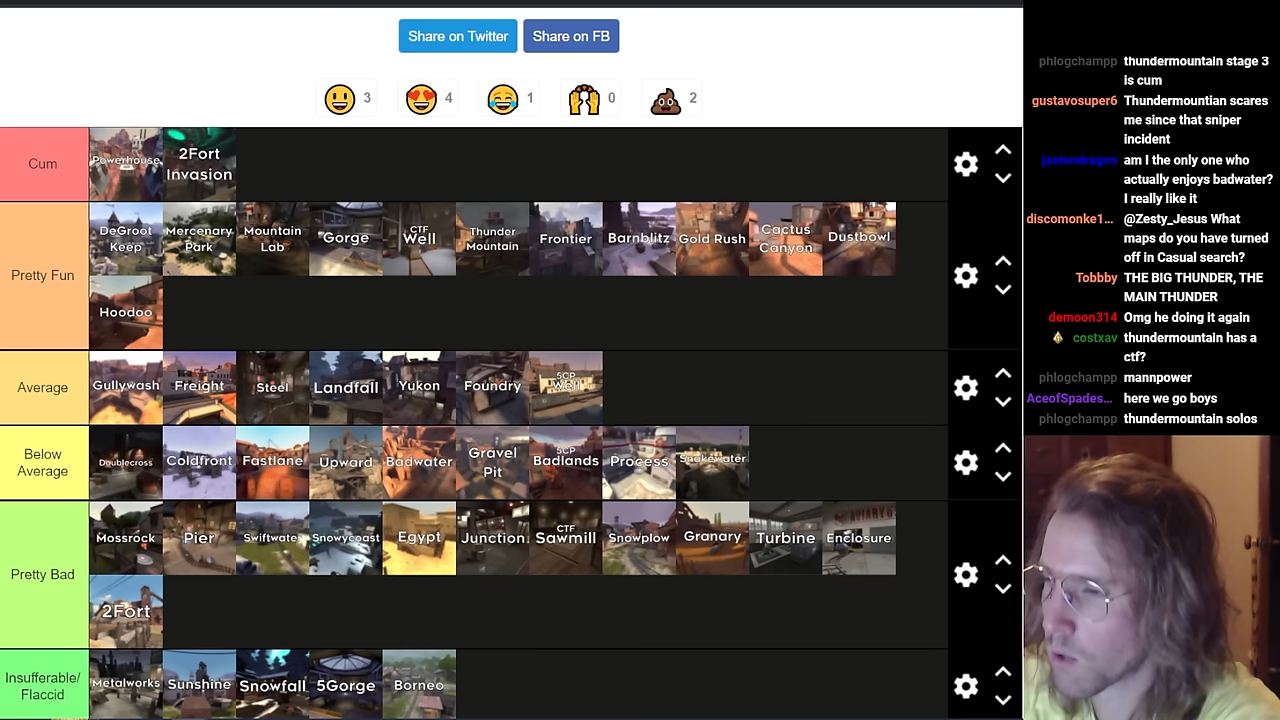 Share on Twitter
Share on FB
3
4
1
0
2
Cum
Powerhouse
2Fort
Invasion
Pretty Fun
DeGroot
Keep
Mercenary
Park
Mountain
Lab
Gorge
CTF
Well
Thunder
Mountain
Frontier
Barnblitz
Gold Rush
Cactus
Canyon
Dustbowl
Hoodoo
Average
Gullywash
Freight
Steel
Landfall
Yukon
Foundry
5CP
Well
Below
Average
Doublecross
Coldfront
Fastlane
Upward
Badwater
Gravel
Pit
5CP
Badlands
Process
Snakewater
Pretty Bad
Mossrock
Pier
Swiftwater
Snowycoast
Egypt
Junction
CTF
Sawmill
Snowplow
Granary
Turbine
AVIARY
Enclosure
2Fort
Insufferable/
Flaccid
Metalworks
Sunshine
Snowfall
5Gorge
Borneo
phlogchampp thundermountain stage 3
is cum
gustavosuper6 Thundermountian scares
me since that sniper
incident
jastondragon am I the only one who
actually enjoys badwater?
I really like it
discomonke1... @Zesty_Jesus What
maps do you have turned
off in Casual search?
Tobbby THE BIG THUNDER, THE
MAIN THUNDER
demoon314 Omg he doing it again
costxav thundermountain has a
ctf?
phlogchampp mannpower
AceofSpades... here we go boys
phlogchampp thundermountain solos